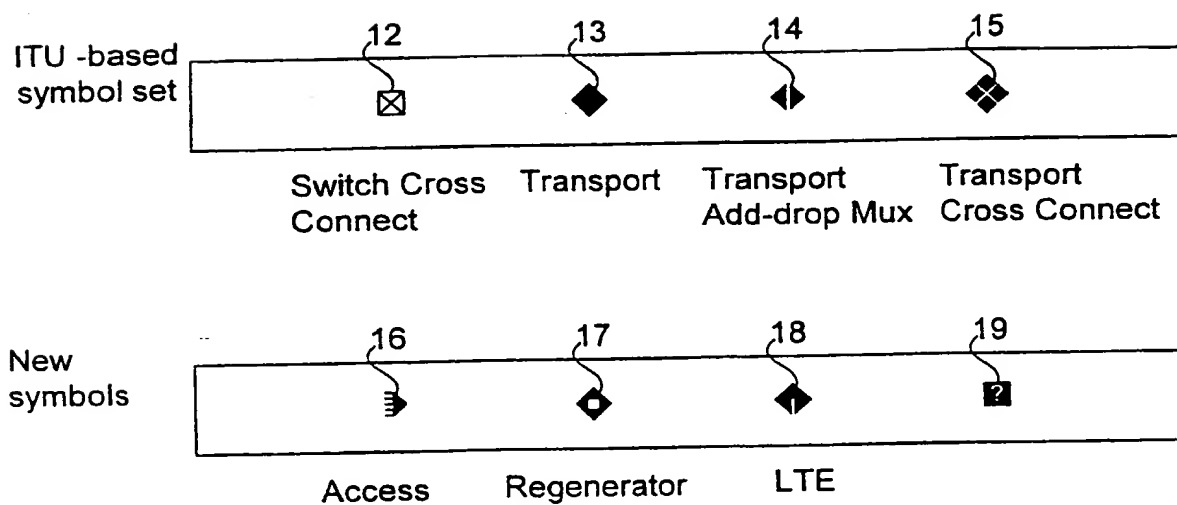 ITU -based
symbol set
12
13
14
15
Switch Cross
Connect
Transport
Transport
Add-drop Mux
Transport
Cross Connect
New
symbols
16
17
18
19
?
Access
Regenerator
LTE